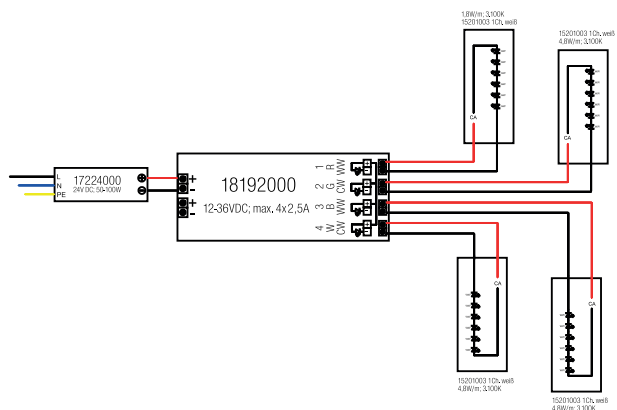 1,8W/m; 3.100K
15201003 1Ch. weiß
15201003 1Ch. weiß
4,8W/m; 3.100K
CA
CA
L
N
PE
17224000
24V DC; 50-100W
+
-
+
-
18192000
12-36VDC; max. 4x2,5A
1 R WW
2 G CW
3 B WW
4 W CW
CA
CA
15201003 1Ch. weiß
4,8W/m; 3.100K
15201003 1Ch. weiß
4,8W/m; 3.100K